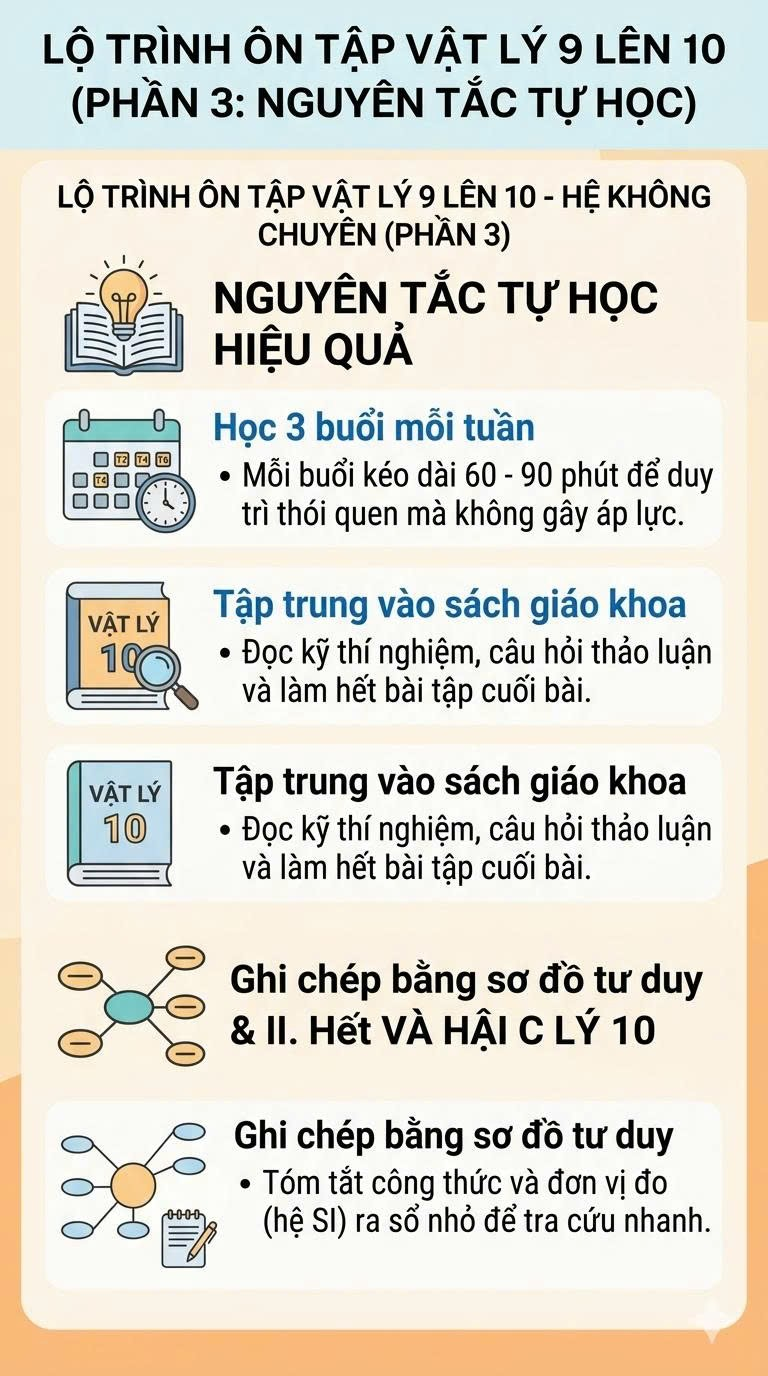 LỘ TRÌNH ÔN TẬP VẬT LÝ 9 LÊN 10
(PHẦN 3: NGUYÊN TẮC TỰ HỌC)
LỘ TRÌNH ÔN TẬP VẬT LÝ 9 LÊN 10 - HỆ KHÔNG
CHUYÊN (PHẦN 3)
NGUYÊN TẮC TỰ HỌC
HIỆU QUẢ
T2 T4 T6
T4
Học 3 buổi mỗi tuần
• Mỗi buổi kéo dài 60 - 90 phút để duy
trì thói quen mà không gây áp lực.
VẬT LÝ
10
Tập trung vào sách giáo khoa
• Đọc kỹ thí nghiệm, câu hỏi thảo luận
và làm hết bài tập cuối bài.
VẬT LÝ
10
Tập trung vào sách giáo khoa
• Đọc kỹ thí nghiệm, câu hỏi thảo luận
và làm hết bài tập cuối bài.
Ghi chép bằng sơ đồ tư duy
& II. Hết VÀ HẬI C LÝ 10
Ghi chép bằng sơ đồ tư duy
• Tóm tắt công thức và đơn vị đo
(hệ SI) ra sổ nhỏ để tra cứu nhanh.